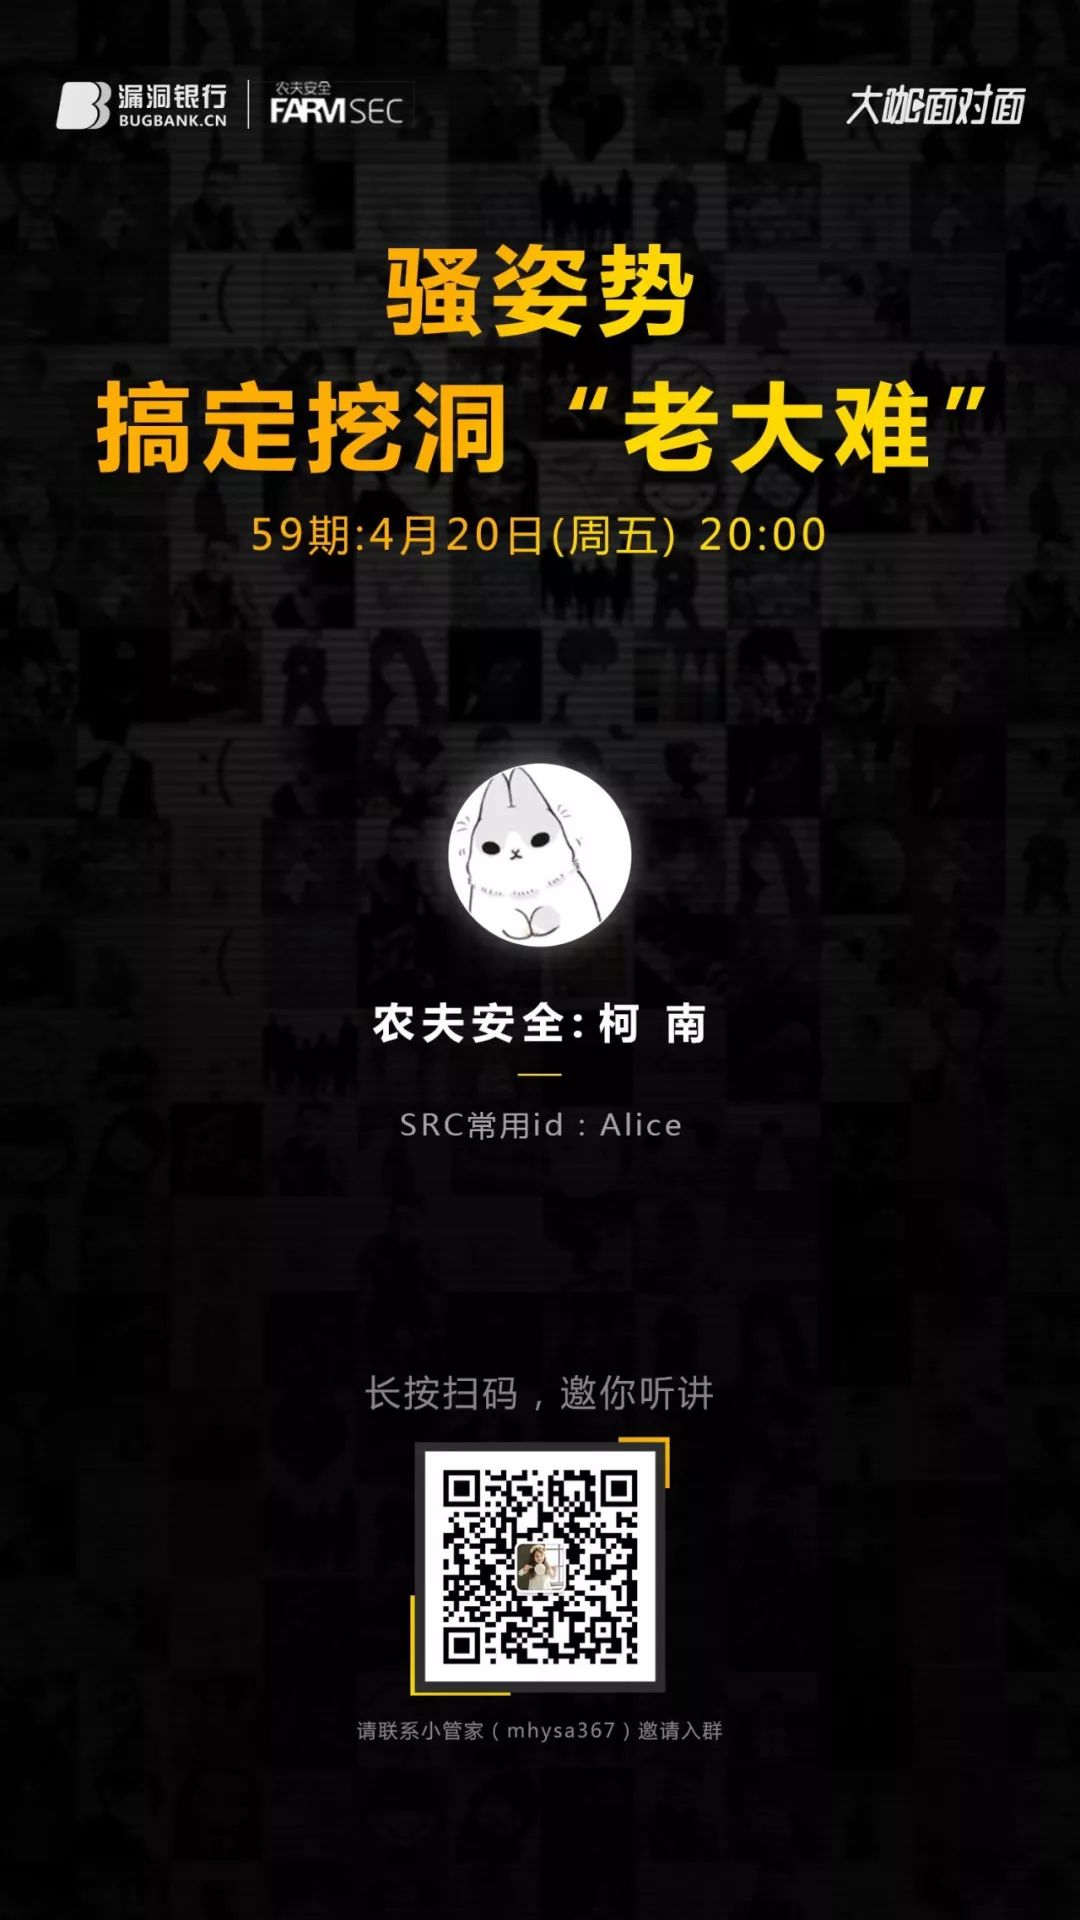 漏洞银行
BUGBANK.CN
农夫安全
FARMSEC
大咖面对面
骚姿势
搞定挖洞“老大难”
59期:4月20日(周五) 20:00
农夫安全:柯 南
SRC常用id：Alice
长按扫码，邀你听讲
请联系小管家（mhysa367）邀请入群